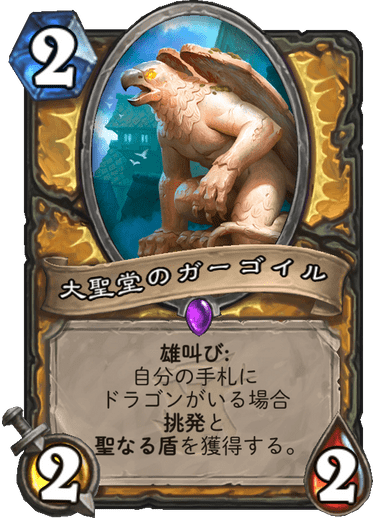 2
大聖堂のガーゴイル
雄叫び:
自分の手札に
ドラゴンがいる場合
挑発と
聖なる盾を獲得する。
2
2